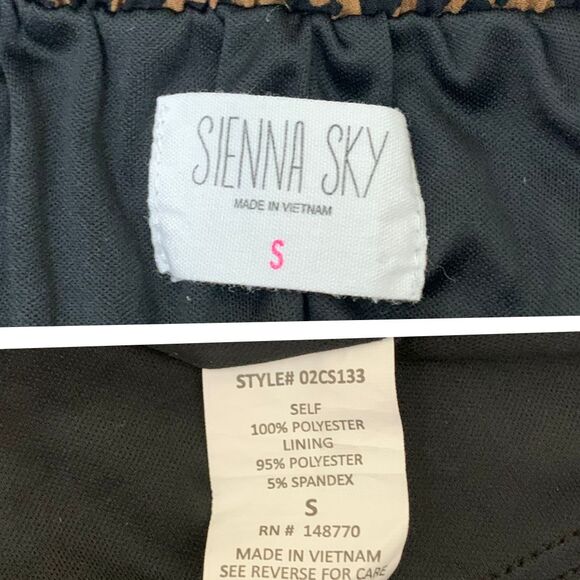 SIENNA SKY
MADE IN VIETNAM
S
STYLE# 02CS133
SELF
100% POLYESTER
LINING
95% POLYESTER
5% SPANDEX
S
RN # 148770
MADE IN VIETNAM
SEE REVERSE FOR CARE